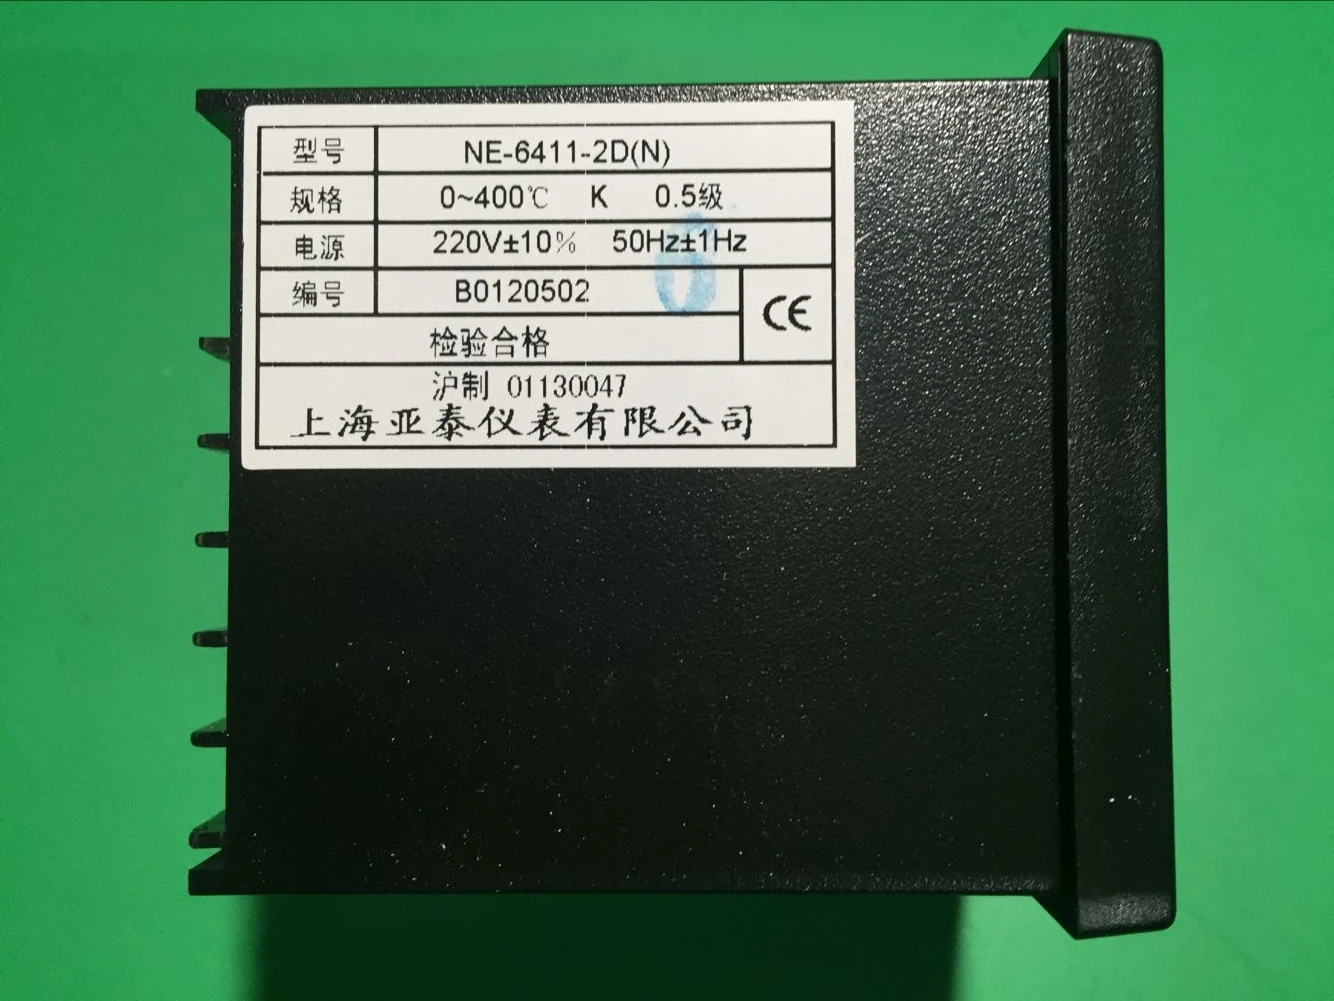 型号 NE-6411-2D(N)
规格 0~400℃ K 0.5级
电源 220V±10% 50Hz±1Hz
编号 B0120502
CE
检验合格
沪制 01130047
上海亚泰仪表有限公司